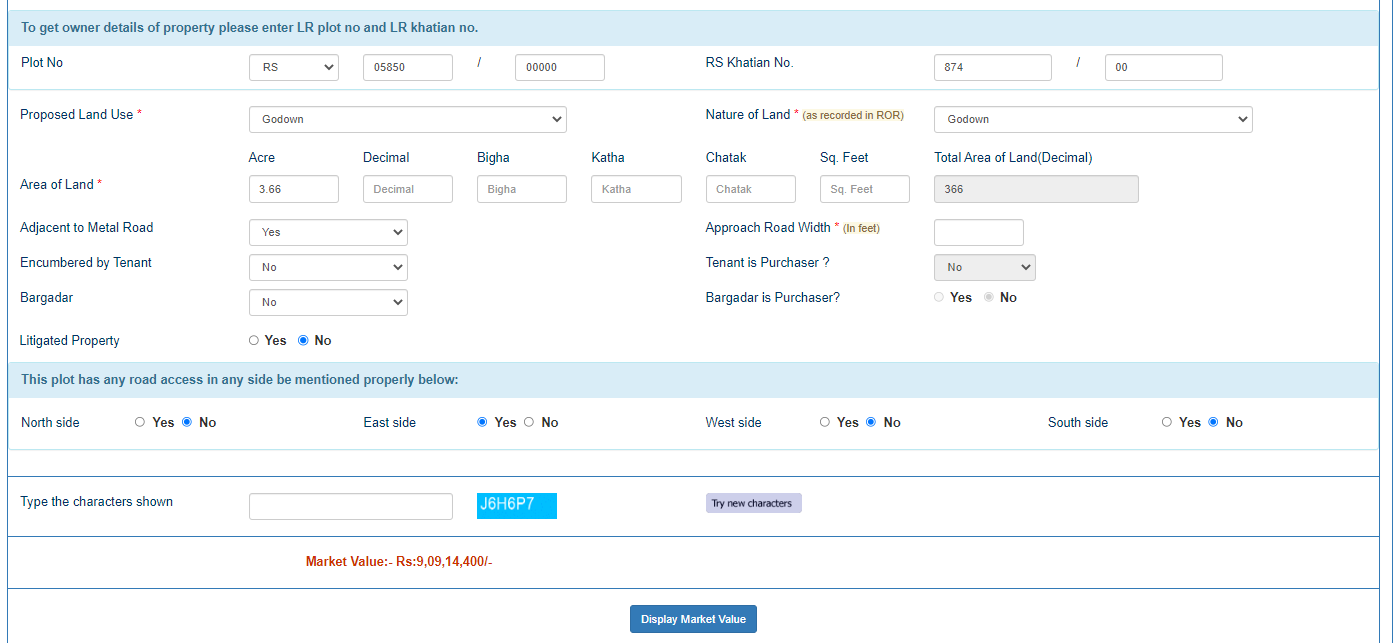 To get owner details of property please enter LR plot no and LR khatian no.
Plot No RS 05850 / 00000 RS Khatian No. 874 / 00
Proposed Land Use * Godown Nature of Land * (as recorded in ROR) Godown
Acre Decimal Bigha Katha Chatak Sq. Feet Total Area of Land(Decimal)
Area of Land * 3.66 Decimal Bigha Katha Chatak Sq. Feet 366
Adjacent to Metal Road Yes Approach Road Width * (In feet)
Encumbered by Tenant No Tenant is Purchaser ? No
Bargadar No Bargadar is Purchaser? Yes No
Litigated Property Yes No
This plot has any road access in any side be mentioned properly below:
North side Yes No East side Yes No West side Yes No South side Yes No
Type the characters shown J6H6P7 Try new characters
Market Value:- Rs:9,09,14,400/-
Display Market Value